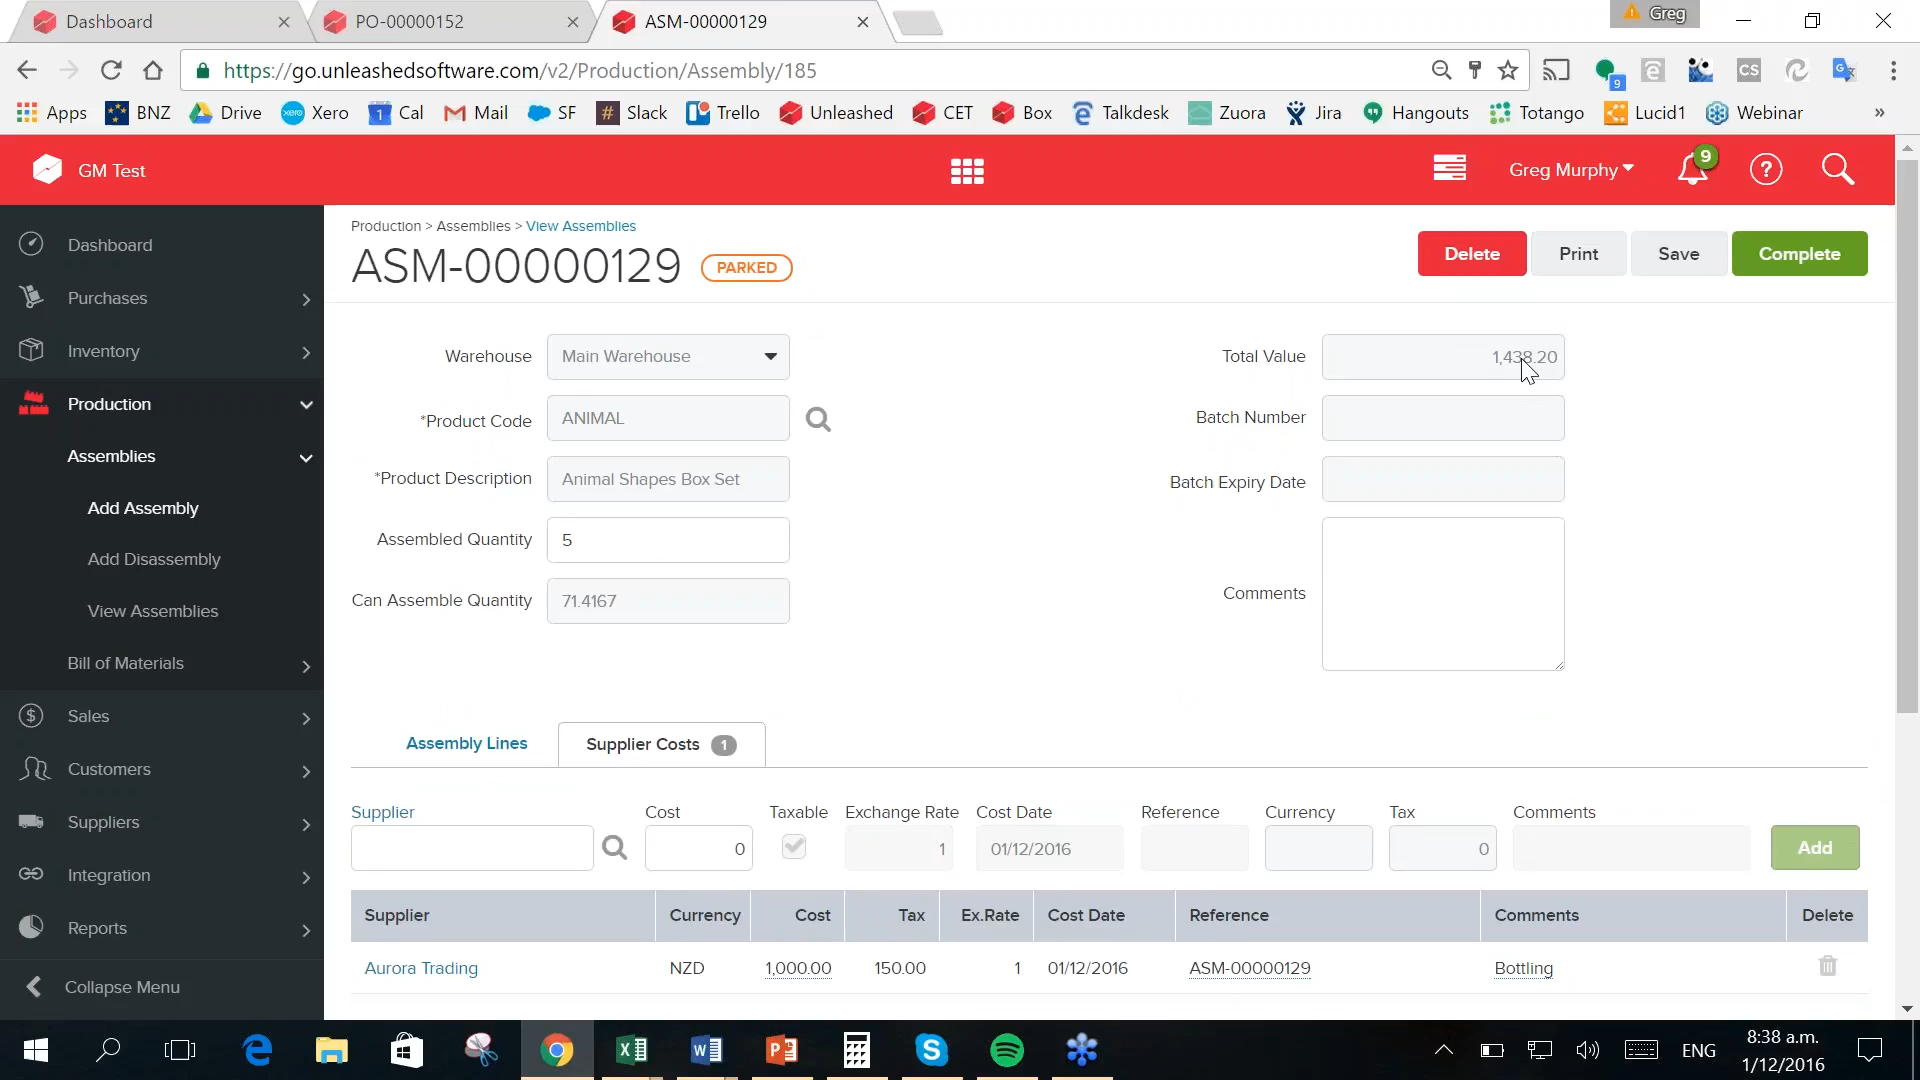 Dashboard
PO-00000152
ASM-00000129
Greg
https://go.unleashedsoftware.com/v2/Production/Assembly/185
9
CS
Apps
BNZ
Drive
xero
Xero
1
Cal
Mail
SF
#
Slack
Trello
Unleashed
CET
Box
Talkdesk
Zuora
Jira
Hangouts
Totango
Lucid1
Webinar
»
GM Test
Greg Murphy
9
?
Dashboard
Purchases
Inventory
Production
Assemblies
Add Assembly
Add Disassembly
View Assemblies
Bill of Materials
Sales
Customers
Suppliers
Integration
Reports
Collapse Menu
Production > Assemblies > View Assemblies
ASM-00000129
PARKED
Delete
Print
Save
Complete
Warehouse
Main Warehouse
*Product Code
ANIMAL
*Product Description
Animal Shapes Box Set
Assembled Quantity
5
Can Assemble Quantity
71.4167
Total Value
1,438.20
Batch Number
Batch Expiry Date
Comments
Assembly Lines
Supplier Costs 1
Supplier Cost Taxable Exchange Rate Cost Date Reference Currency Tax Comments
0 1 01/12/2016 0 Add
Supplier Currency Cost Tax Ex.Rate Cost Date Reference Comments Delete
Aurora Trading NZD 1,000.00 150.00 1 01/12/2016 ASM-00000129 Bottling
ENG
8:38 a.m.
1/12/2016